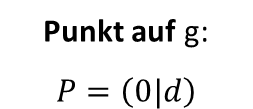 Punkt auf g:
P = (0|d)